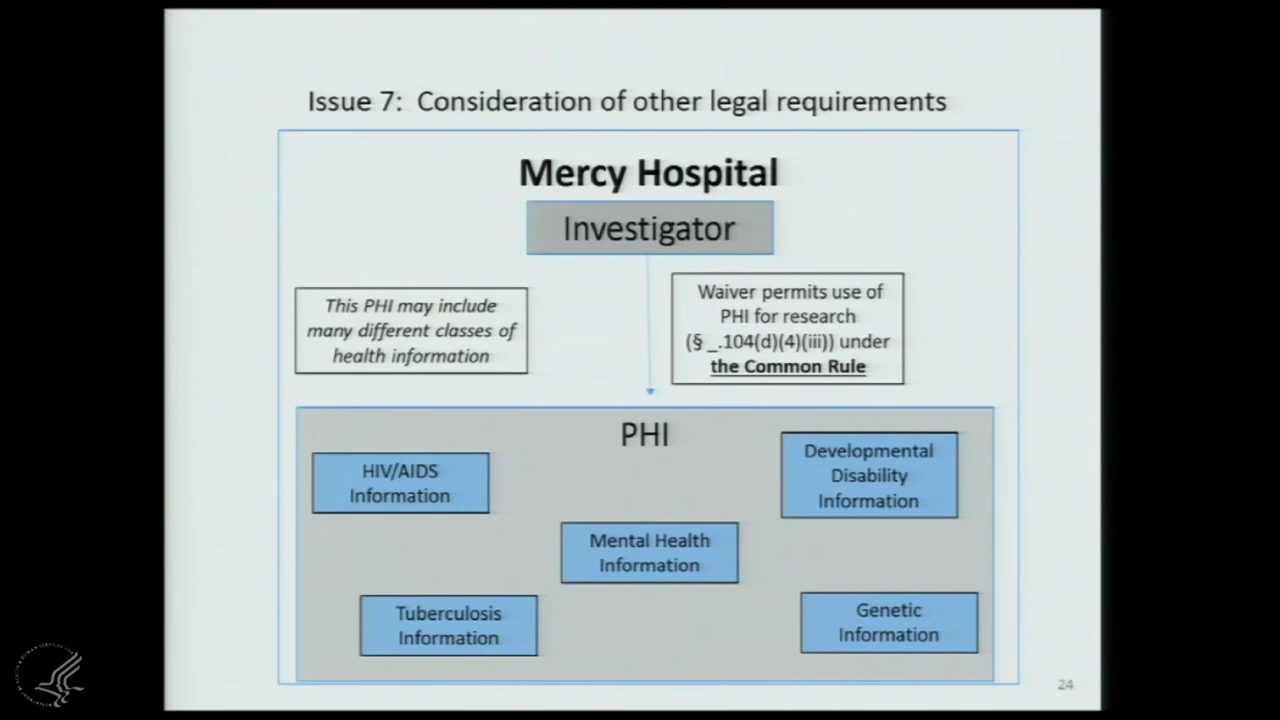 Issue 7: Consideration of other legal requirements
Mercy Hospital
Investigator
This PHI may include
many different classes of
health information
Waiver permits use of
PHI for research
(§ _.104(d)(4)(iii)) under
the Common Rule
PHI
HIV/AIDS
Information
Developmental
Disability
Information
Mental Health
Information
Tuberculosis
Information
Genetic
Information
24